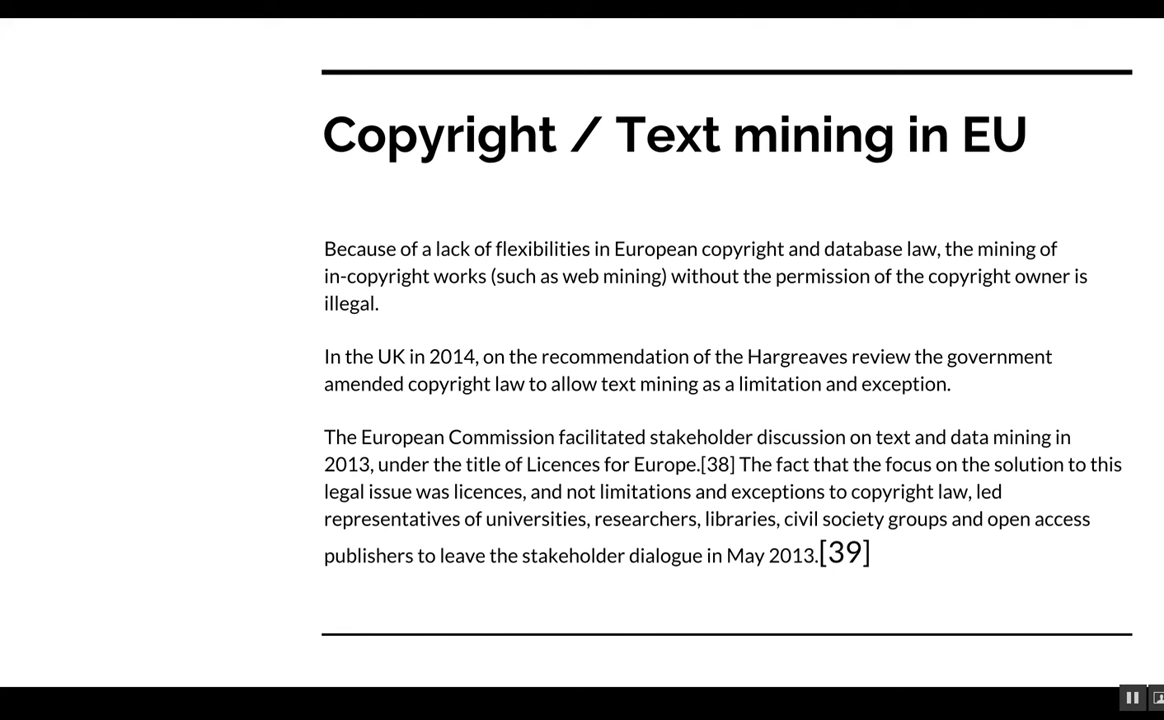 Copyright / Text mining in EU
Because of a lack of flexibilities in European copyright and database law, the mining of
in-copyright works (such as web mining) without the permission of the copyright owner is
illegal.
In the UK in 2014, on the recommendation of the Hargreaves review the government
amended copyright law to allow text mining as a limitation and exception.
The European Commission facilitated stakeholder discussion on text and data mining in
2013, under the title of Licences for Europe.[38] The fact that the focus on the solution to this
legal issue was licences, and not limitations and exceptions to copyright law, led
representatives of universities, researchers, libraries, civil society groups and open access
publishers to leave the stakeholder dialogue in May 2013.[39]